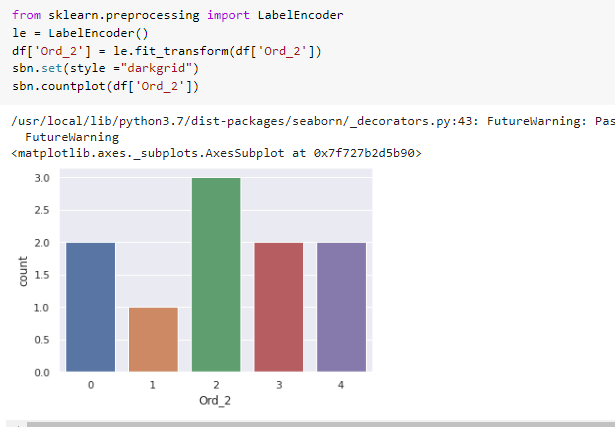 from sklearn.preprocessing import LabelEncoder
le = LabelEncoder()
df['Ord_2'] = le.fit_transform(df['Ord_2'])
sbn.set(style ="darkgrid")
sbn.countplot(df['Ord_2'])
/usr/local/lib/python3.7/dist-packages/seaborn/_decorators.py:43: FutureWarning: Pas
FutureWarning
<matplotlib.axes._subplots.AxesSubplot at 0x7f727b2d5b90>
3.0
2.5
2.0
1.5
1.0
0.5
0.0
count
0 1 2 3 4
Ord_2